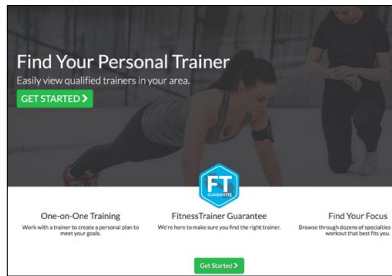 Find Your Personal Trainer
Easily view qualified trainers in your area.
GET STARTED
FT
GUARANTEE
One-on-One Training
Work with a trainer to create a personal plan to
meet your goals.
FitnessTrainer Guarantee
We're here to make sure you find the right trainer.
Find Your Focus
Browse through dozens of specialties
workout that best fits you
Get Started